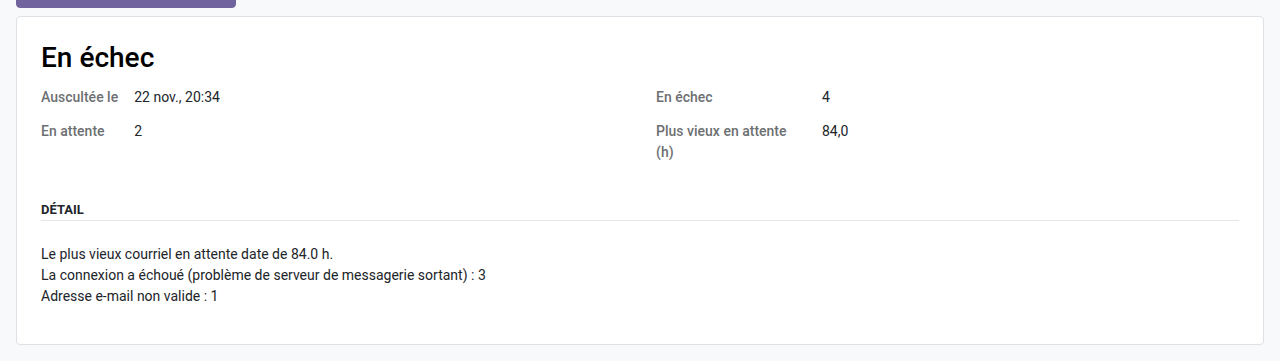 En échec
Auscultée le 22 nov., 20:34
En échec 4
En attente 2
Plus vieux en attente (h) 84,0
DÉTAIL
Le plus vieux courriel en attente date de 84.0 h.
La connexion a échoué (problème de serveur de messagerie sortant) : 3
Adresse e-mail non valide : 1